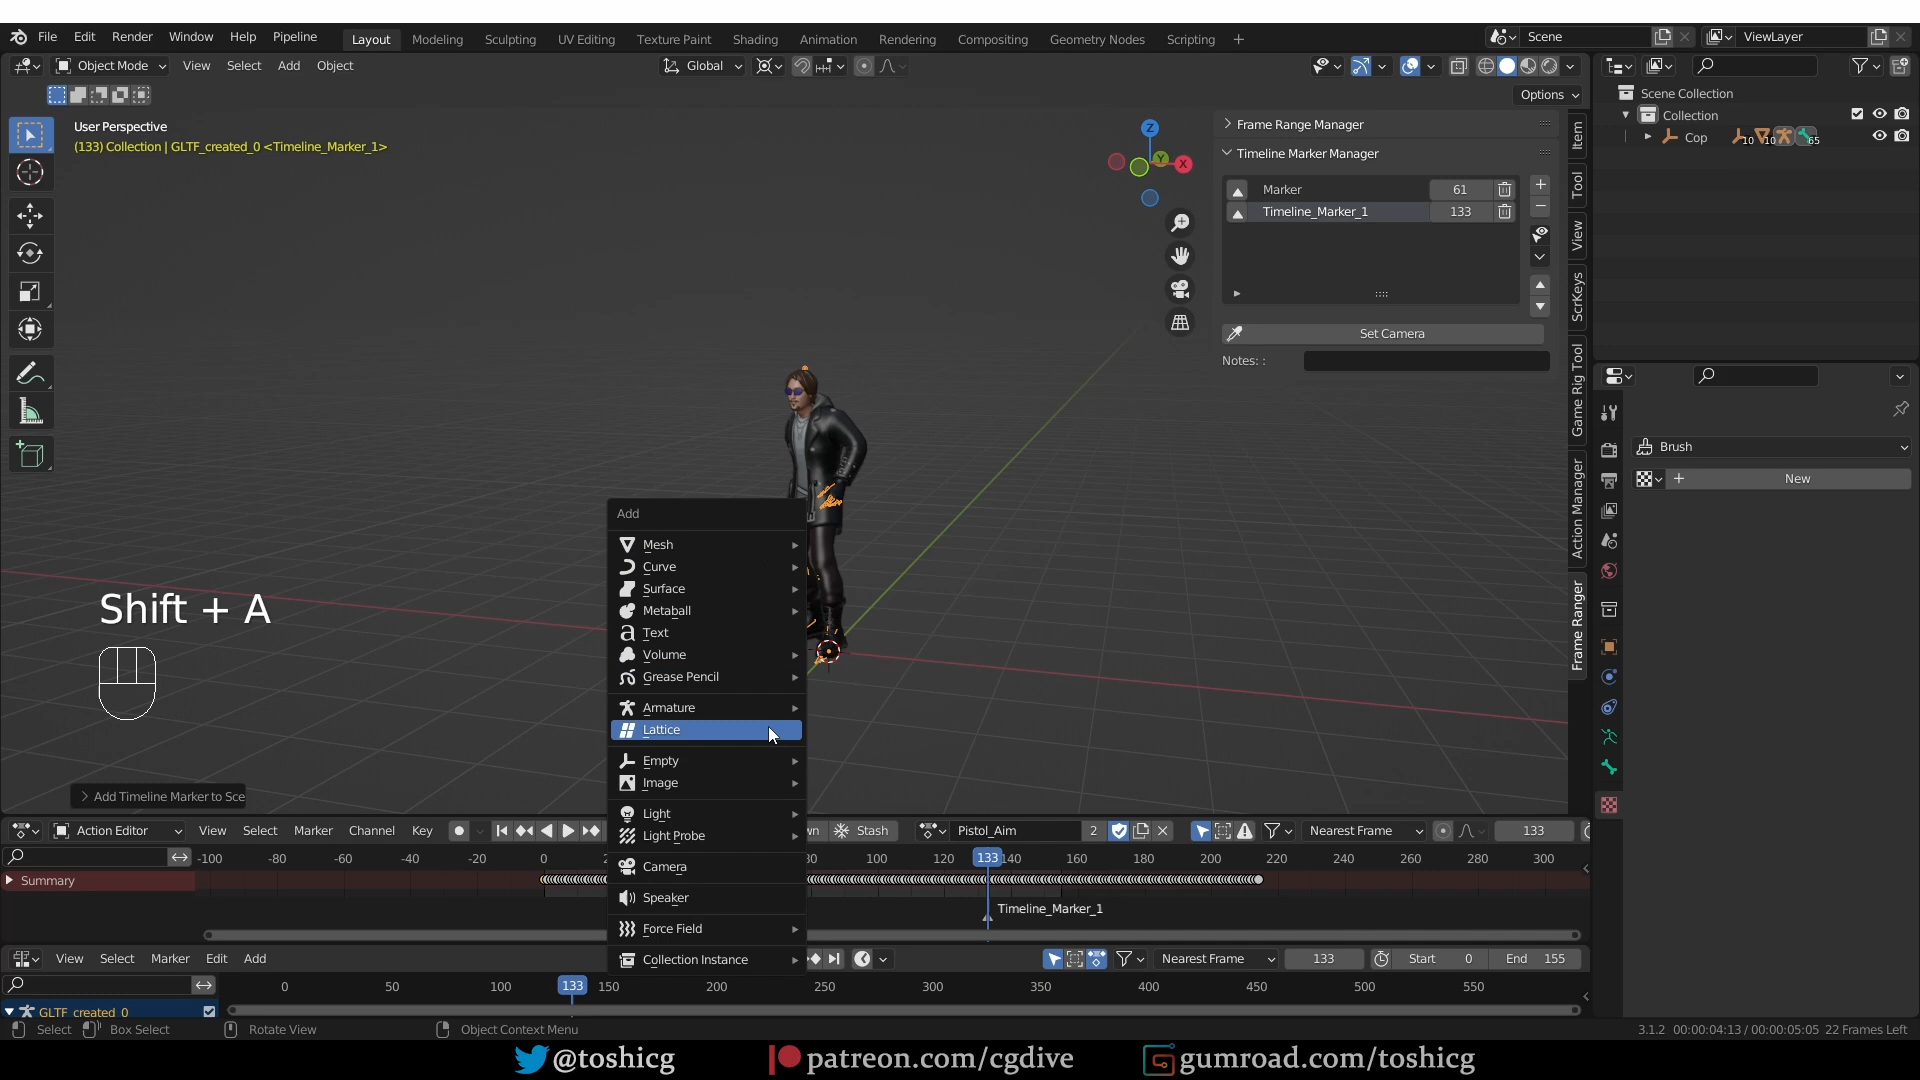 File Edit Render Window Help Pipeline Layout Modeling Sculpting UV Editing Texture Paint Shading Animation Rendering Compositing Geometry Nodes Scripting + Scene ViewLayer
Object Mode View Select Add Object Global
Options
User Perspective
(133) Collection | GLTF_created_0 <Timeline_Marker_1>
Z
Y
X
Frame Range Manager
Timeline Marker Manager
Marker 61
Timeline_Marker_1 133
Set Camera
Notes: :
Item
Tool
View
ScrKeys
Game Rig Tool
Action Manager
Frame Ranger
Scene Collection
Collection
Cop 10 10 65
Brush
New
Shift + A
Add
Mesh
Curve
Surface
Metaball
Text
Volume
Grease Pencil
Armature
Lattice
Empty
Image
Light
Light Probe
Camera
Speaker
Force Field
Collection Instance
Add Timeline Marker to Sce
Action Editor View Select Marker Channel Key wn Stash Pistol_Aim 2 Nearest Frame 133
-100 -80 -60 -40 -20 0 2 80 100 120 133 140 160 180 200 220 240 260 280 300
Summary
Timeline_Marker_1
View Select Marker Edit Add Nearest Frame 133 Start 0 End 155
0 50 100 133 150 200 250 300 350 400 450 500 550
GLTF_created_0
Select Box Select Rotate View Object Context Menu 3.1.2 00:00:04:13 / 00:00:05:05 22 Frames Left
@toshicg patreon.com/cgdive gumroad.com/toshicg